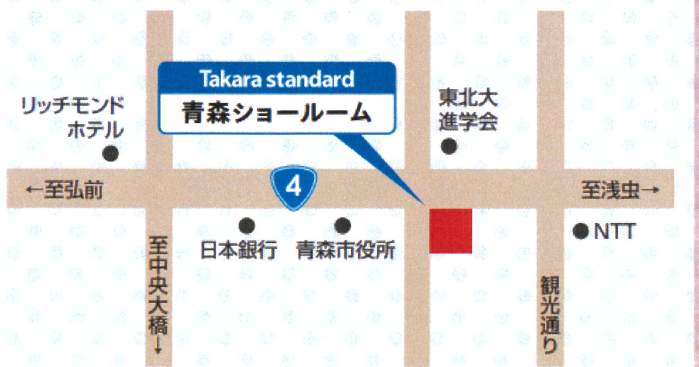 Takara standard
青森ショールーム
リッチモンド
ホテル
東北大
進学会
←至弘前
4
至浅虫→
日本銀行
青森市役所
NTT
至中央大橋→
観光通り